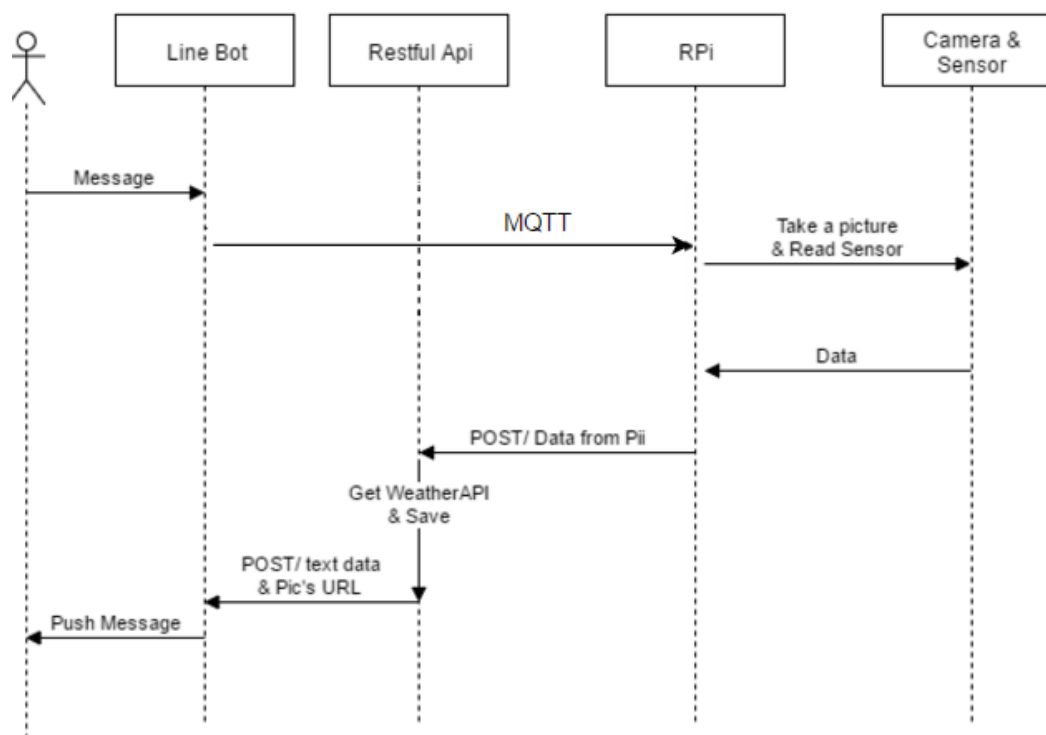 Line Bot
Restful Api
RPi
Camera &
Sensor
Message
MQTT
Take a picture
& Read Sensor
Data
POST/ Data from Pii
Get WeatherAPI
& Save
POST/ text data
& Pic's URL
Push Message